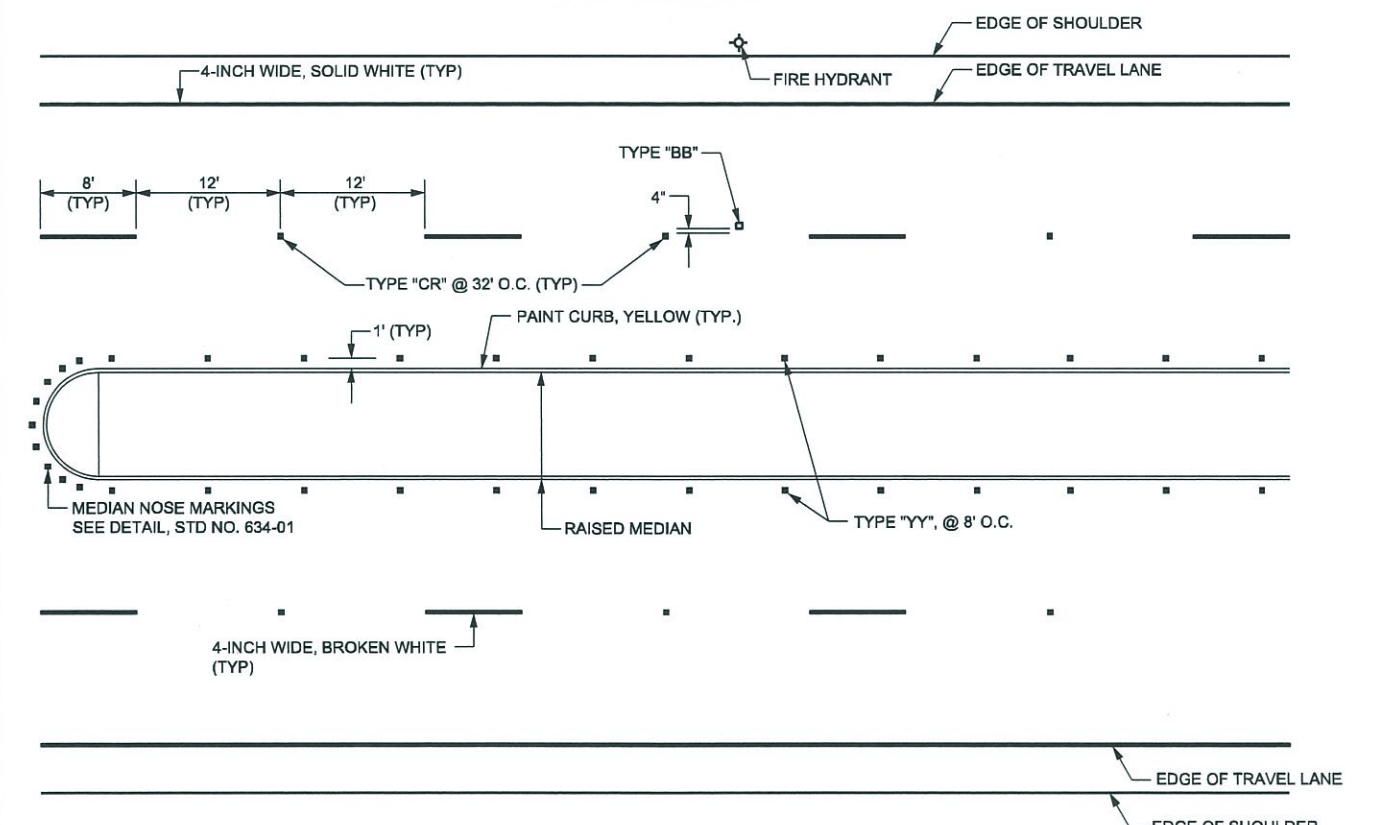 EDGE OF SHOULDER
4-INCH WIDE, SOLID WHITE (TYP)
FIRE HYDRANT
EDGE OF TRAVEL LANE
TYPE "BB"
8'
(TYP)
12'
(TYP)
12'
(TYP)
4"
TYPE "CR" @ 32' O.C. (TYP)
PAINT CURB, YELLOW (TYP.)
1' (TYP)
MEDIAN NOSE MARKINGS
SEE DETAIL, STD NO. 634-01
RAISED MEDIAN
TYPE "YY", @ 8' O.C.
4-INCH WIDE, BROKEN WHITE
(TYP)
EDGE OF TRAVEL LANE
EDGE OF SHOULDER